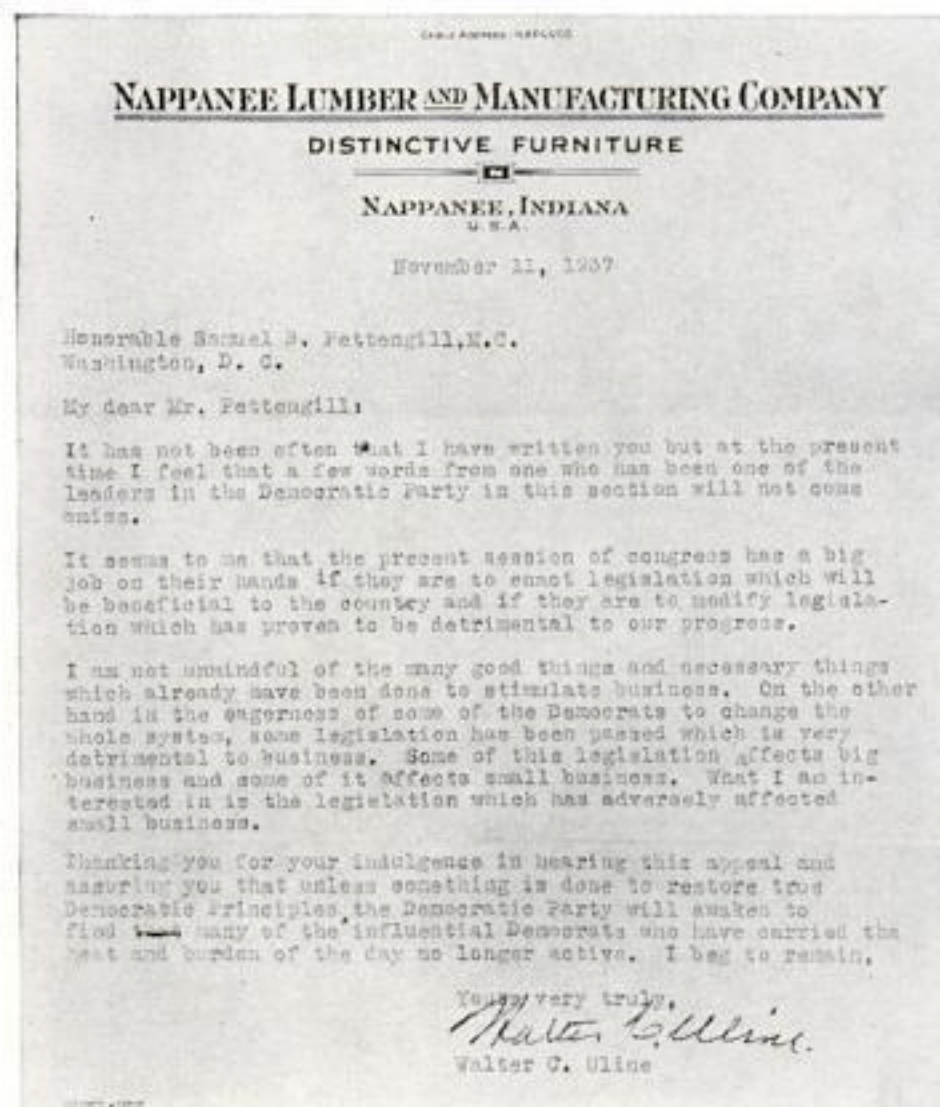 Cable Address
NAPPANEE LUMBER AND MANUFACTURING COMPANY
DISTINCTIVE FURNITURE
N
NAPPANEE, INDIANA
U.S.A
November 11, 1937
Honorable Samuel B. Pettengill,M.C.
Washington, D. C.
My dear Mr. Pettengill:
It has not been often that I have written you but at the present
time I feel that a few words from one who has been one of the
leaders in the Democratic Party in this section will not come
amiss.
It seems to me that the present session of congress has a big
job on their hands if they are to enact legislation which will
be beneficial to the country and if they are to modify legisla-
tion which has proven to be detrimental to our progress.
I am not unmindful of the many good things and necessary things
which already have been done to stimulate business. On the other
hand in the eagerness of some of the Democrats to change the
whole system, some legislation has been passed which is very
detrimental to business. Some of this legislation affects big
business and some of it affects small business. What I am in-
terested in is the legislation which has adversely affected
small business.
Thanking you for your indulgence in hearing this appeal and
assuring you that unless something is done to restore true
Democratic Principles, the Democratic Party will awaken to
find many of the influential Democrats who have carried the
heat and burden of the day no longer active. I beg to remain,
Yours very truly,
Walter C. Uline.
Walter C. Uline